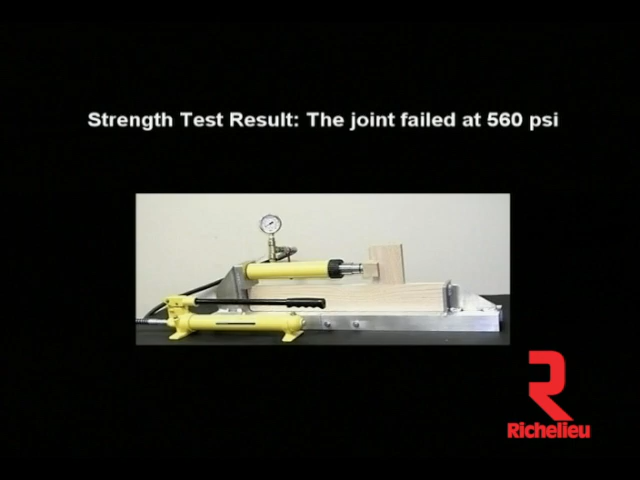 Strength Test Result: The joint failed at 560 psi
Richelieu